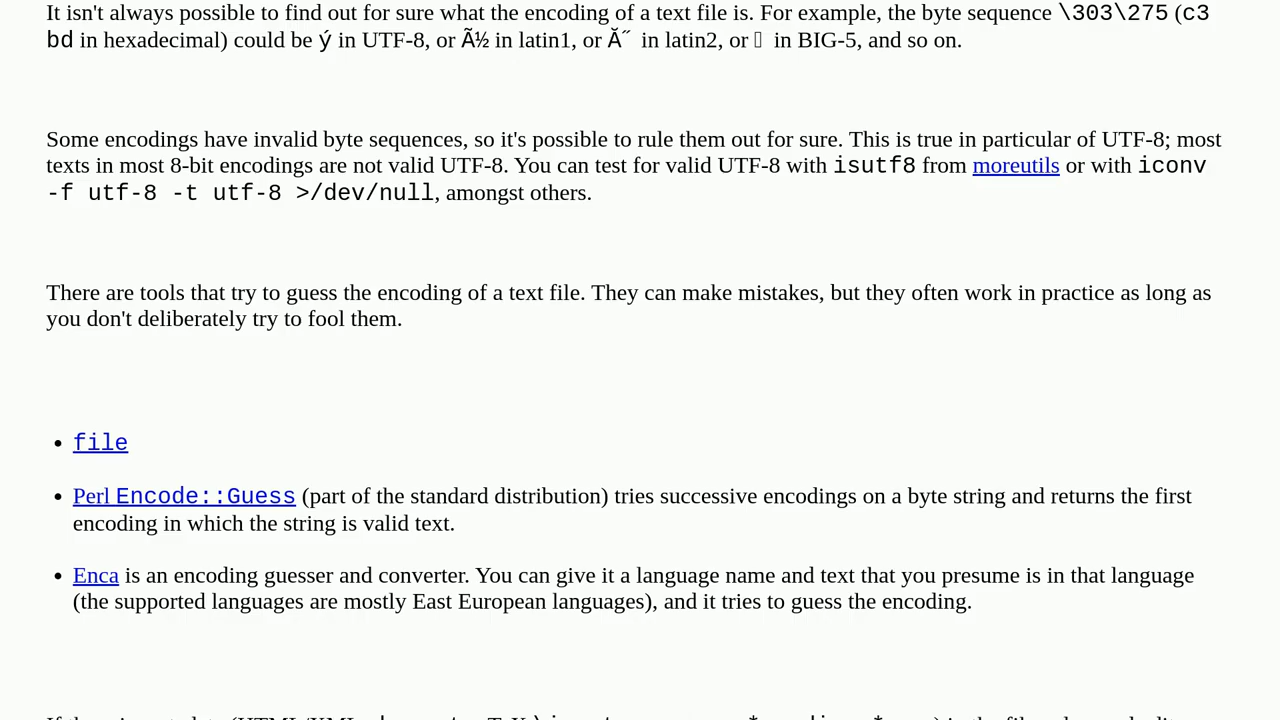 It isn't always possible to find out for sure what the encoding of a text file is. For example, the byte sequence \303\275 (c3
bd in hexadecimal) could be ý in UTF-8, or Ã½ in latin1, or Ă˝ in latin2, or in BIG-5, and so on.
Some encodings have invalid byte sequences, so it's possible to rule them out for sure. This is true in particular of UTF-8; most
texts in most 8-bit encodings are not valid UTF-8. You can test for valid UTF-8 with isutf8 from moreutils or with iconv
-f utf-8 -t utf-8 >/dev/null, amongst others.
There are tools that try to guess the encoding of a text file. They can make mistakes, but they often work in practice as long as
you don't deliberately try to fool them.
• file
• Perl Encode::Guess (part of the standard distribution) tries successive encodings on a byte string and returns the first
encoding in which the string is valid text.
• Enca is an encoding guesser and converter. You can give it a language name and text that you presume is in that language
(the supported languages are mostly East European languages), and it tries to guess the encoding.